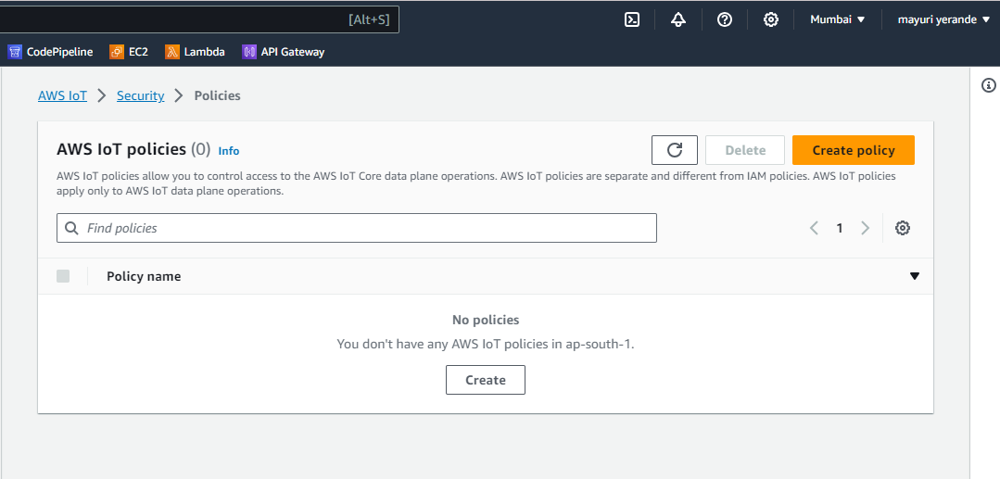 [Alt+S] Mumbai ▼ mayuri yerande ▼
CodePipeline EC2 Lambda API Gateway
AWS IoT > Security > Policies
AWS IoT policies (0) Info Delete Create policy
AWS IoT policies allow you to control access to the AWS IoT Core data plane operations. AWS IoT policies are separate and different from IAM policies. AWS IoT policies
apply only to AWS IoT data plane operations.
Find policies < 1 >
Policy name ▼
No policies
You don't have any AWS IoT policies in ap-south-1.
Create